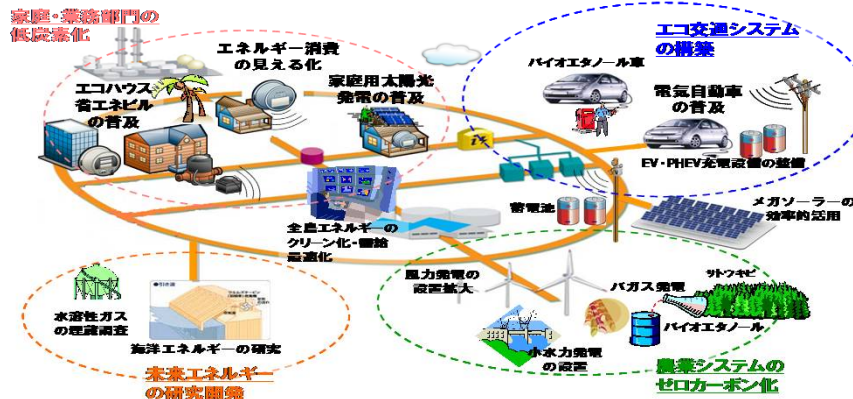 家庭・業務部門の
低炭素化
エネルギー消費
の見える化
エコハウス
省エネビル
の普及
家庭用太陽光
発電の普及
エコ交通システム
の構築
バイオエタノール車
電気自動車
の普及
EV・PHEV充電設備の整備
メガソーラーの
効率的活用
蓄電池
全島エネルギーの
クリーン化・需給
最適化
風力発電の
設置拡大
バガス発電
サトウキビ
バイオエタノール
小水力発電
の設置
農業システムの
ゼロカーボン化
水溶性ガス
の埋蔵調査
海洋エネルギーの研究
未来エネルギー
の研究開発